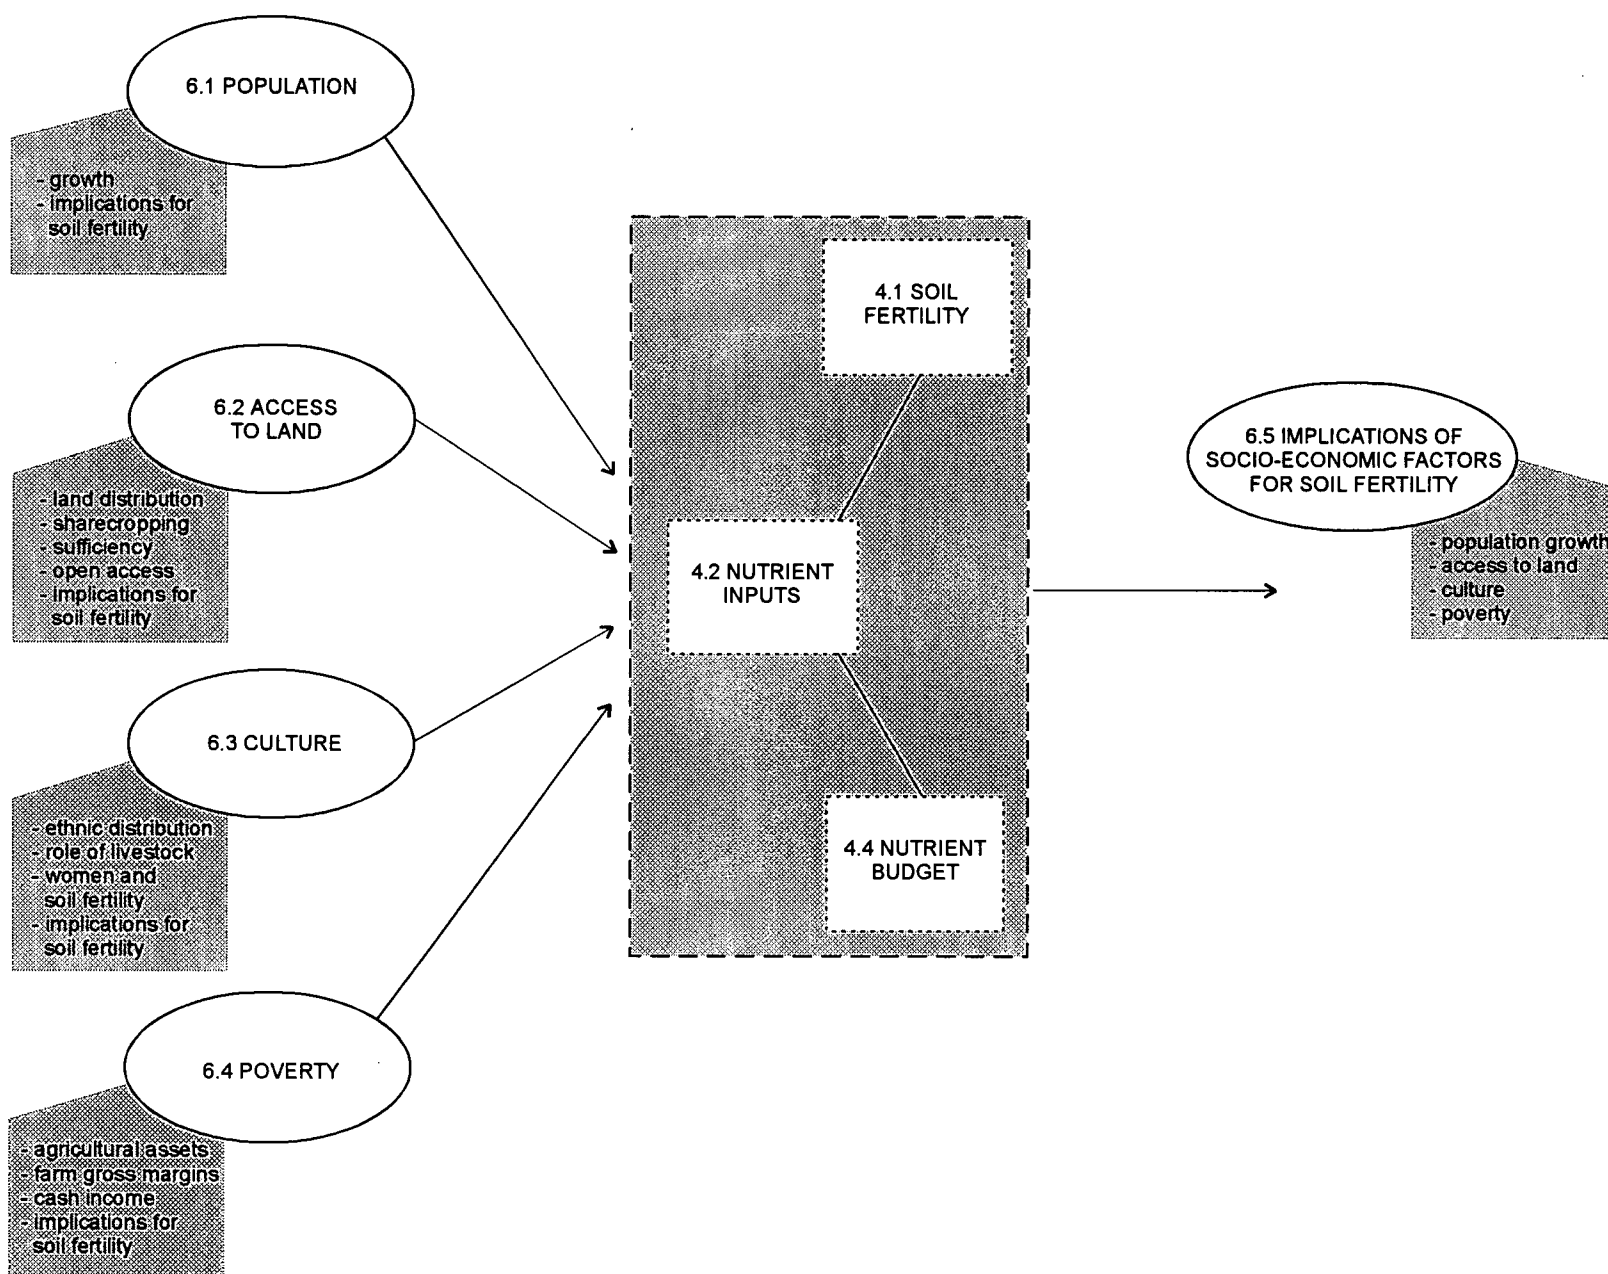 6.1 POPULATION
- growth
- implications for
soil fertility
6.2 ACCESS
TO LAND
- land distribution
- sharecropping
- sufficiency
- open access
- implications for
soil fertility
6.3 CULTURE
- ethnic distribution
- role of livestock
- women and
soil fertility
- implications for
soil fertility
6.4 POVERTY
- agricultural assets
- farm gross margins
- cash income
- implications for
soil fertility
4.1 SOIL
FERTILITY
4.2 NUTRIENT
INPUTS
4.4 NUTRIENT
BUDGET
6.5 IMPLICATIONS OF
SOCIO-ECONOMIC FACTORS
FOR SOIL FERTILITY
- population growth
- access to land
- culture
- poverty